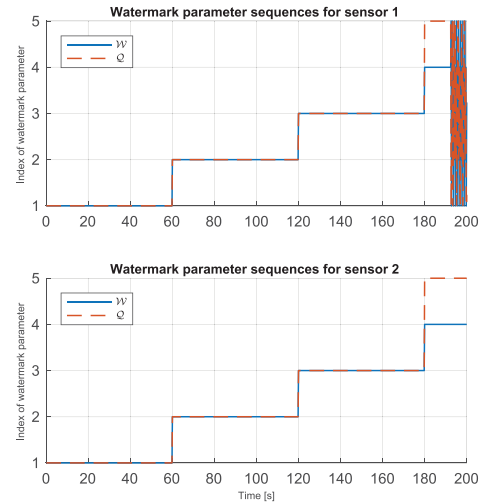 Watermark parameter sequences for sensor 1
Index of watermark parameter
5
4
3
2
1
𝒲
𝒬
0 20 40 60 80 100 120 140 160 180 200
Watermark parameter sequences for sensor 2
Index of watermark parameter
5
4
3
2
1
𝒲
𝒬
0 20 40 60 80 100 120 140 160 180 200
Time [s]